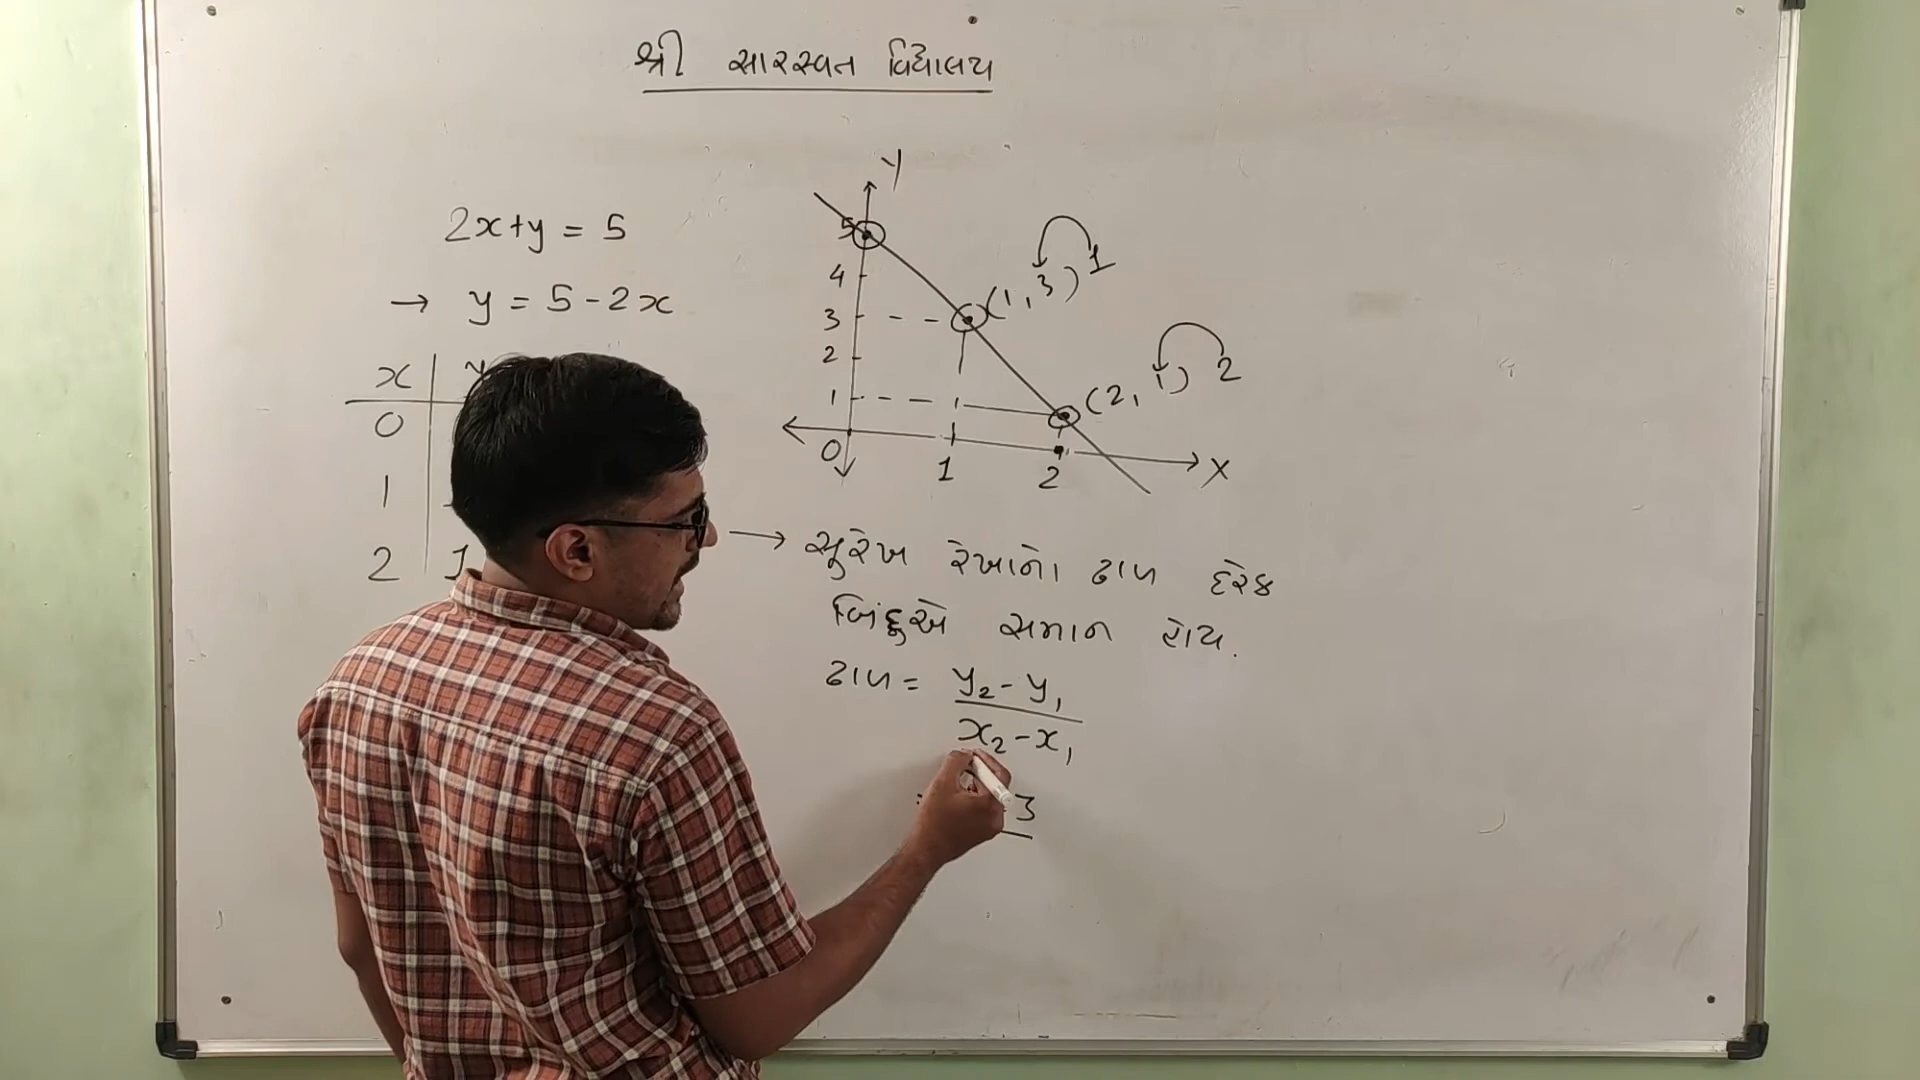 શ્રી સારસ્વત વિદ્યાલય
2x+y = 5
→ y = 5-2x
x
0
1
2 1
Y
5
4
3
2
1
0
1
2
X
(1, 3) 1
(2, 1) 2
→ સુરેખ રેખાનો ઢાળ દરેક
બિંદુએ સમાન હોય.
ઢાળ = y₂ - y₁
x₂ - x₁
3